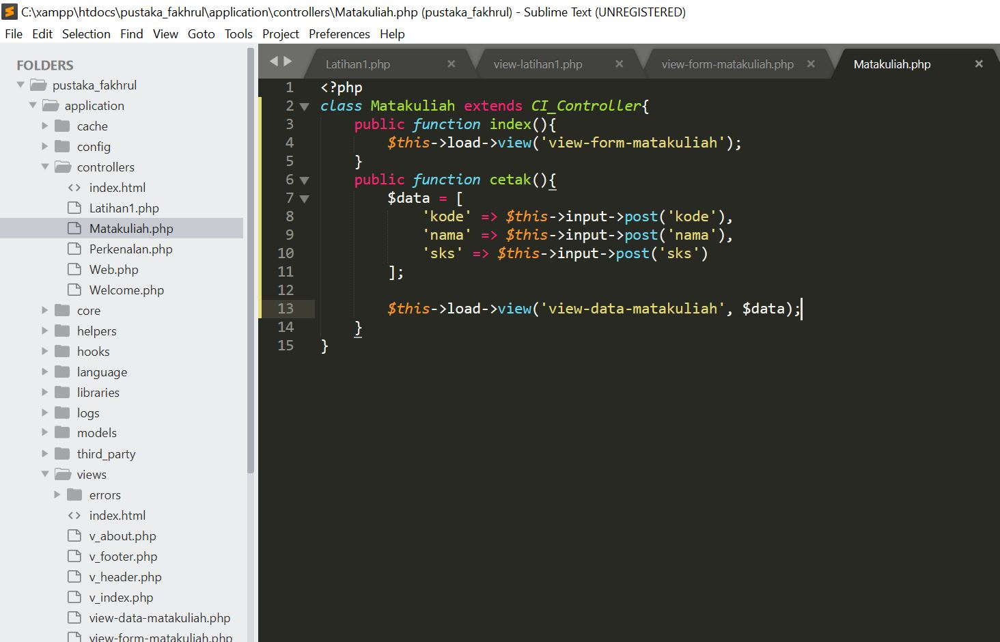 C:\xampp\htdocs\pustaka_fakhrul\application\controllers\Matakuliah.php (pustaka_fakhrul) - Sublime Text (UNREGISTERED)
File Edit Selection Find View Goto Tools Project Preferences Help
FOLDERS
pustaka_fakhrul
application
cache
config
controllers
index.html
Latihan1.php
Matakuliah.php
Perkenalan.php
Web.php
Welcome.php
core
helpers
hooks
language
libraries
logs
models
third_party
views
errors
index.html
v_about.php
v_footer.php
v_header.php
v_index.php
view-data-matakuliah.php
view-form-matakuliah.php
Latihan1.php view-latihan1.php view-form-matakuliah.php Matakuliah.php
1 <?php
2 class Matakuliah extends CI_Controller{
3 public function index(){
4 $this->load->view('view-form-matakuliah');
5 }
6 public function cetak(){
7 $data = [
8 'kode' => $this->input->post('kode'),
9 'nama' => $this->input->post('nama'),
10 'sks' => $this->input->post('sks')
11 ];
12
13 $this->load->view('view-data-matakuliah', $data);
14 }
15 }